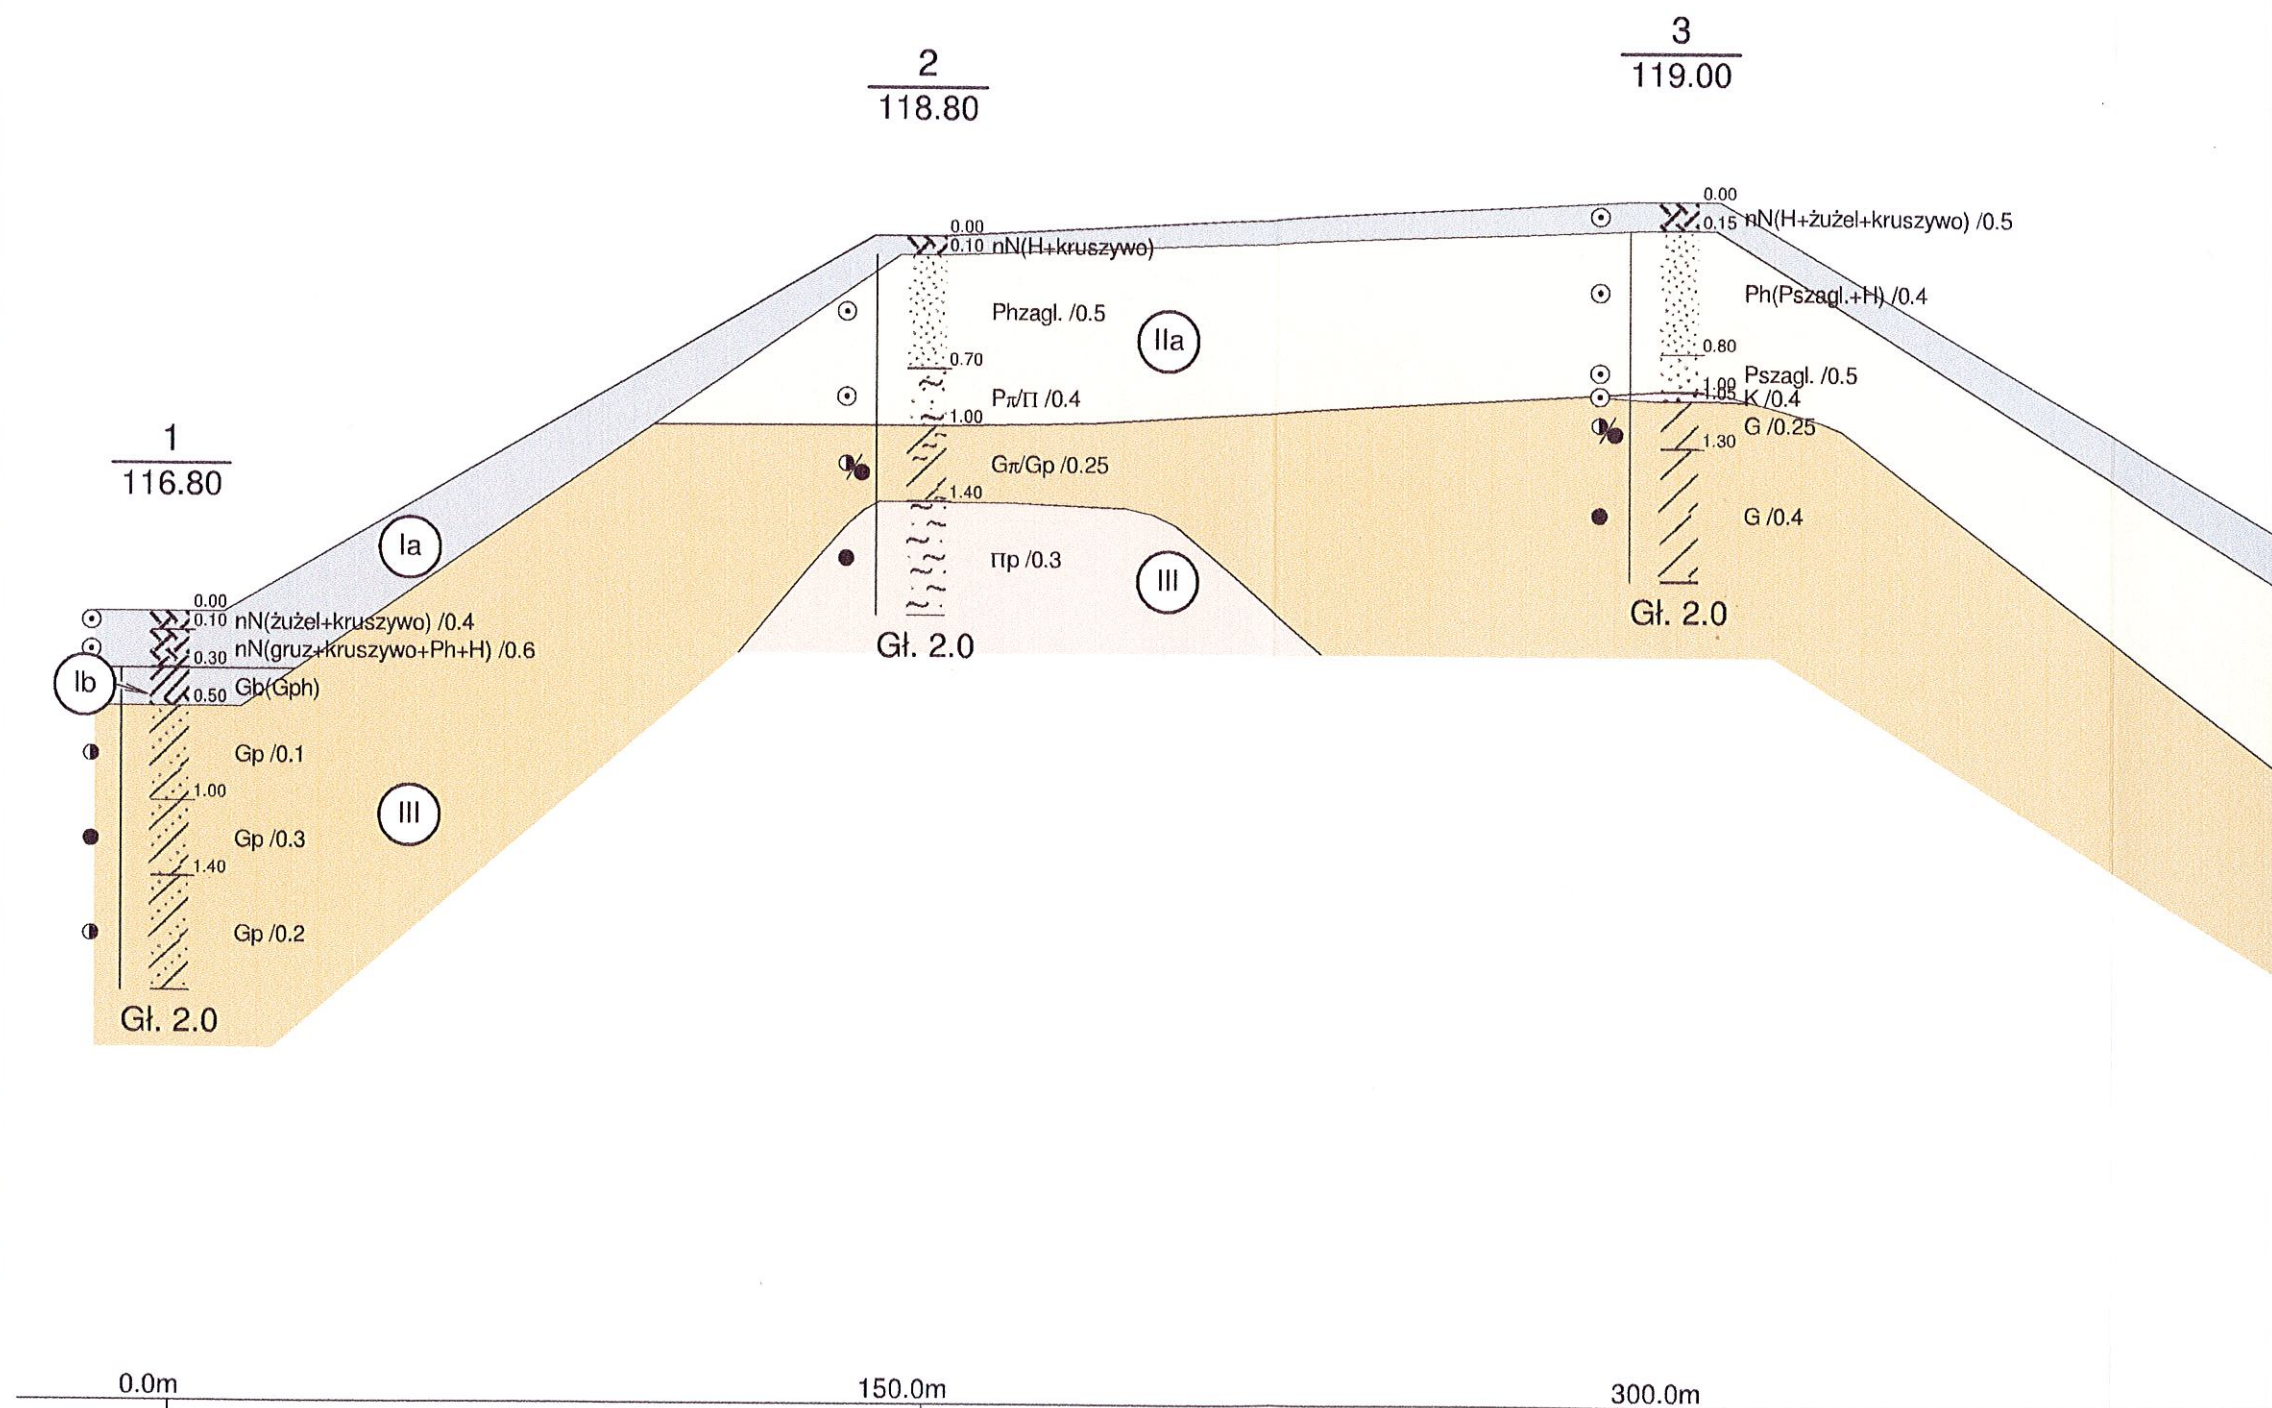 3
119.00
2
118.80
0.00
0.15 nN(H+żużel+kruszywo) /0.5
0.00
0.10 nN(H+kruszywo)
Ph(Pszagl.+H) /0.4
Phzagl. /0.5
IIa
0.80
0.70
Pszagl. /0.5
1.00
1.05 K /0.4
Pπ/Π /0.4
1.00
G /0.25
1.30
1
116.80
Gπ/Gp /0.25
1.40
G /0.4
Ia
Πp /0.3
III
Gł. 2.0
0.00
0.10 nN(żużel+kruszywo) /0.4
0.30 nN(gruz+kruszywo+Ph+H) /0.6
Gł. 2.0
Ib
0.50 Gb(Gph)
Gp /0.1
1.00
III
Gp /0.3
1.40
Gp /0.2
Gł. 2.0
0.0m
150.0m
300.0m